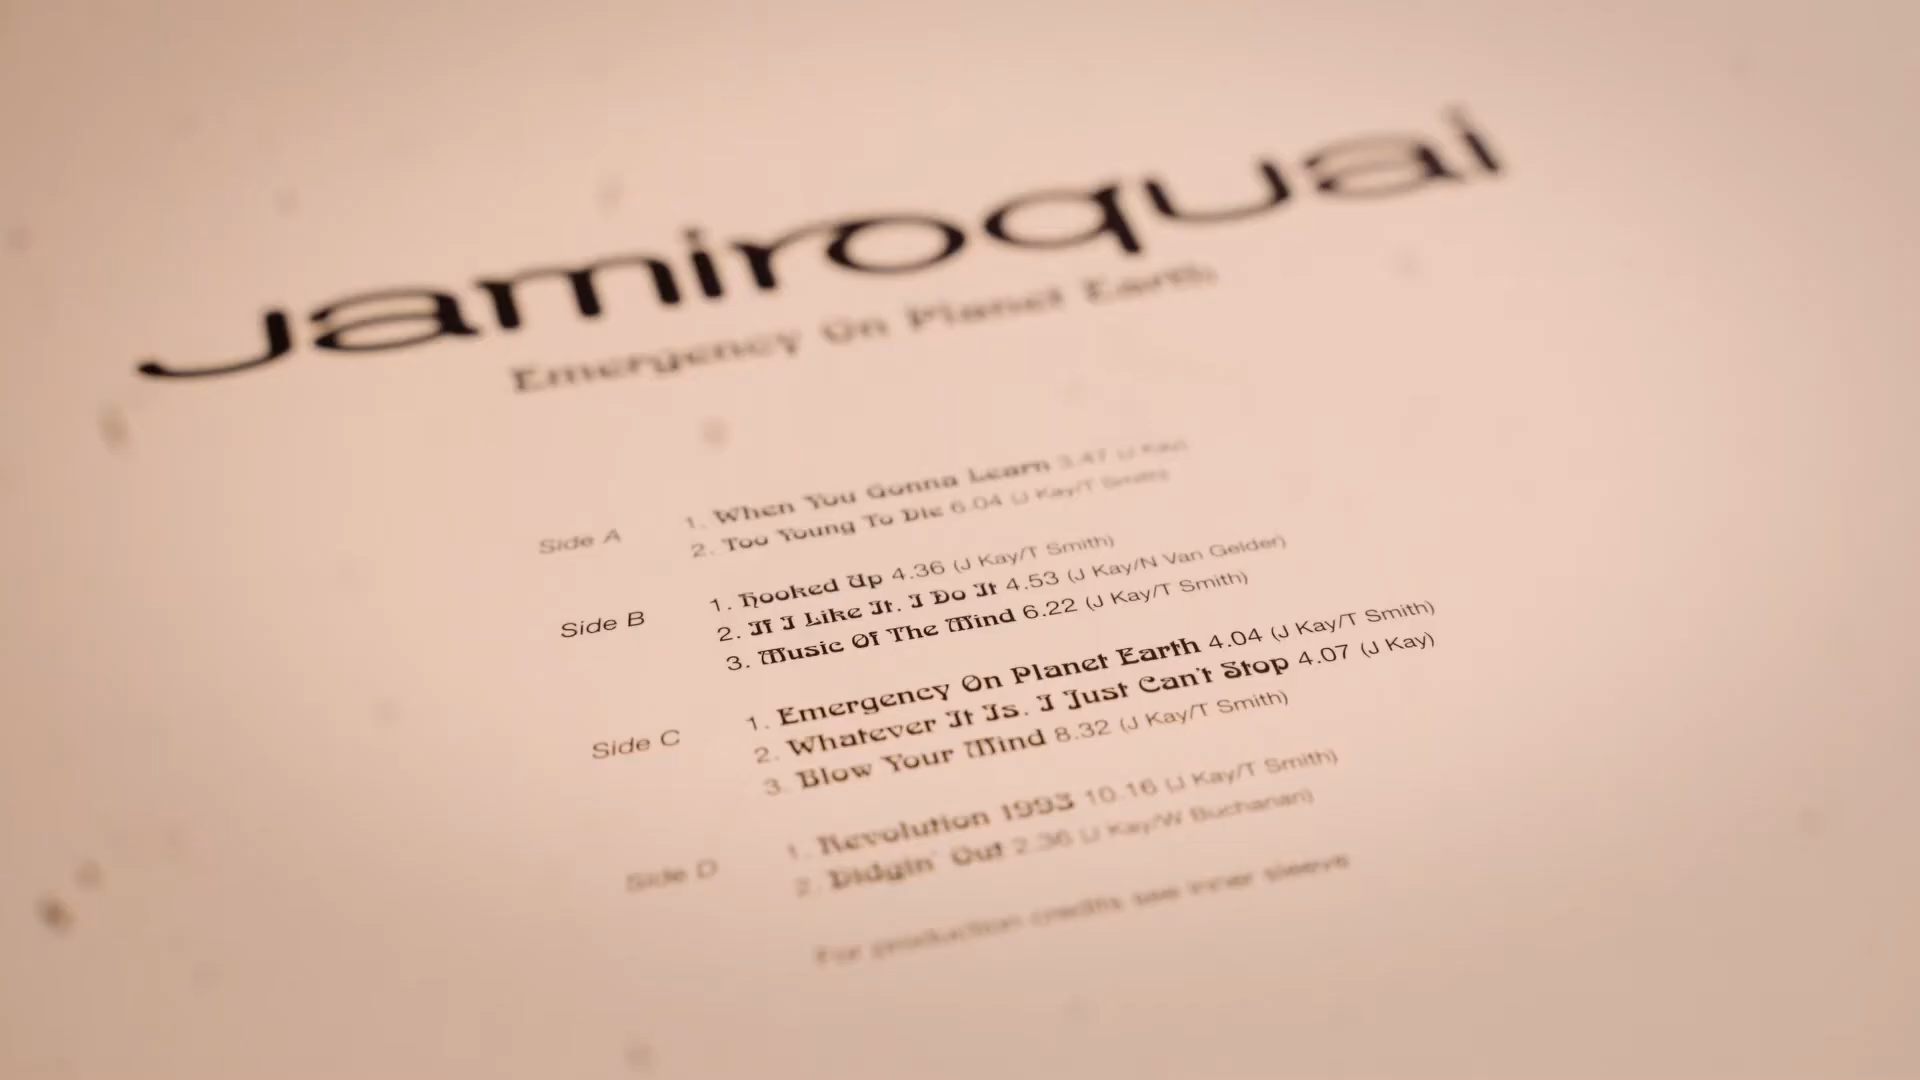 Jamiroquai
Emergency On Planet Earth
Side A
1. When You Gonna Learn 3.47 (J Kay)
2. Too Young To Die 6.04 (J Kay/T Smith)
Side B
1. Hooked Up 4.36 (J Kay/T Smith)
2. If I Like It. I Do It 4.53 (J Kay/N Van Gelder)
3. Music Of The Mind 6.22 (J Kay/T Smith)
Side C
1. Emergency On Planet Earth 4.04 (J Kay/T Smith)
2. Whatever It Is. I Just Can't Stop 4.07 (J Kay)
3. Blow Your Mind 8.32 (J Kay/T Smith)
Side D
1. Revolution 1993 10.16 (J Kay/T Smith)
2. Didgin' Out 2.36 (J Kay/W Buchanan)
For production credits see inner sleeve